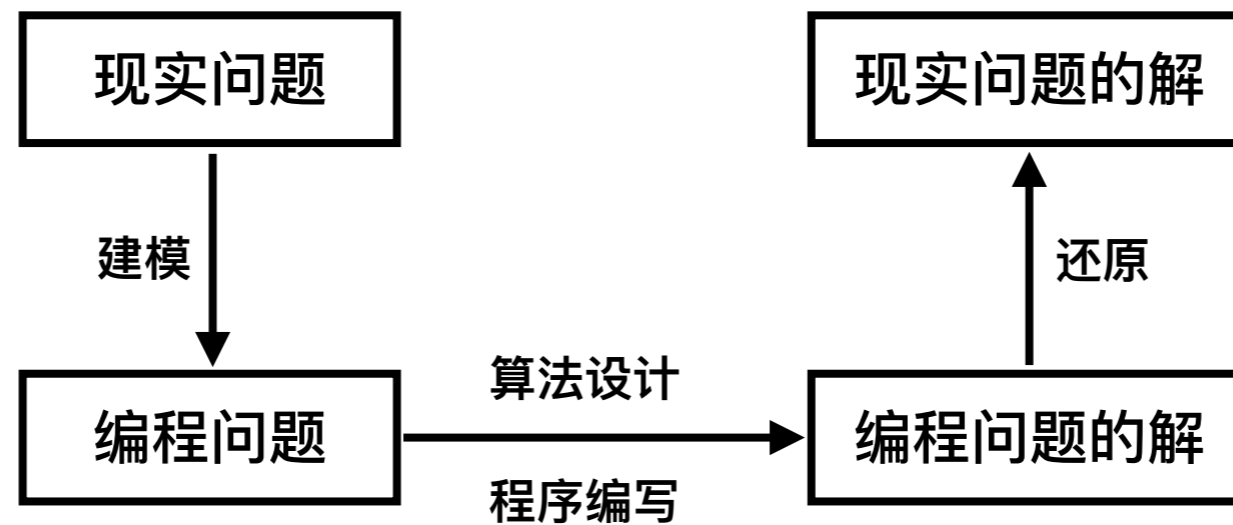 现实问题
现实问题的解
建模
还原
算法设计
编程问题
编程问题的解
程序编写